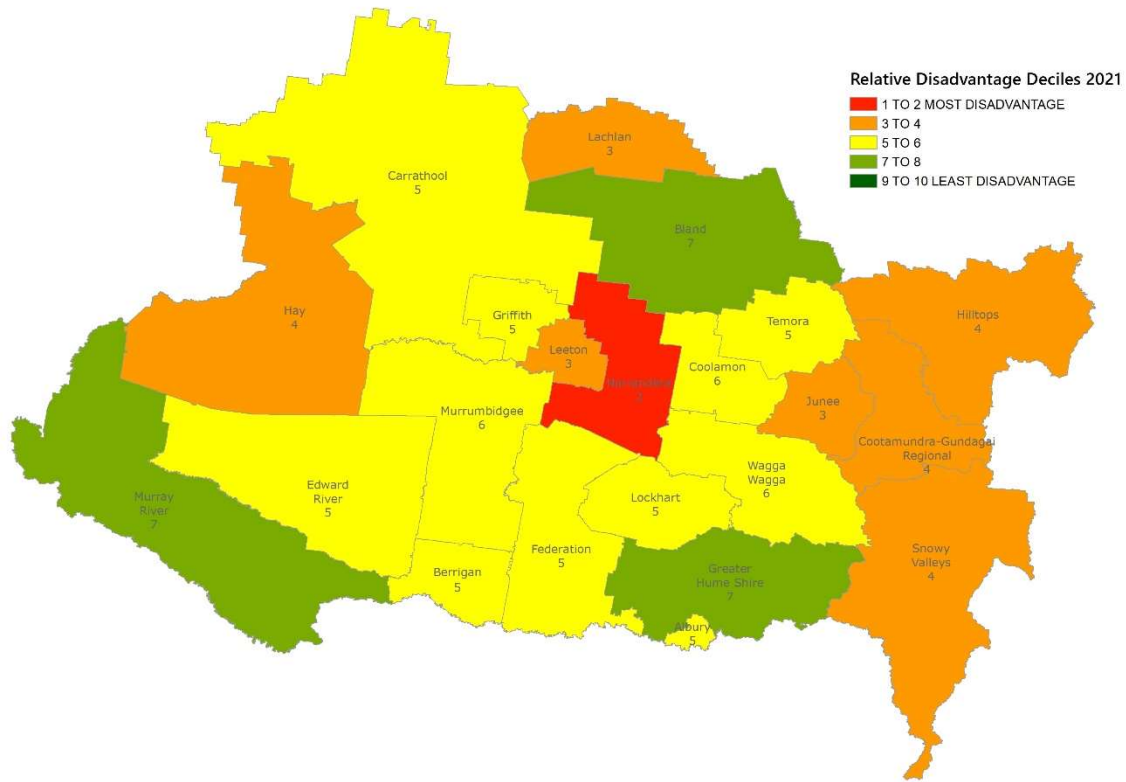 Relative Disadvantage Deciles 2021
1 TO 2 MOST DISADVANTAGE
3 TO 4
5 TO 6
7 TO 8
9 TO 10 LEAST DISADVANTAGE
Lachlan
3
Carrathool
5
Bland
7
Hay
4
Griffith
5
Temora
5
Hilltops
4
Leeton
3
Coolamon
6
Narrandera
Junee
3
Murrumbidgee
6
Cootamundra-Gundagai
Regional
4
Wagga
Wagga
6
Edward
River
5
Murray
River
7
Lockhart
5
Federation
5
Snowy
Valleys
4
Berrigan
5
Greater
Hume Shire
7
Albury
5